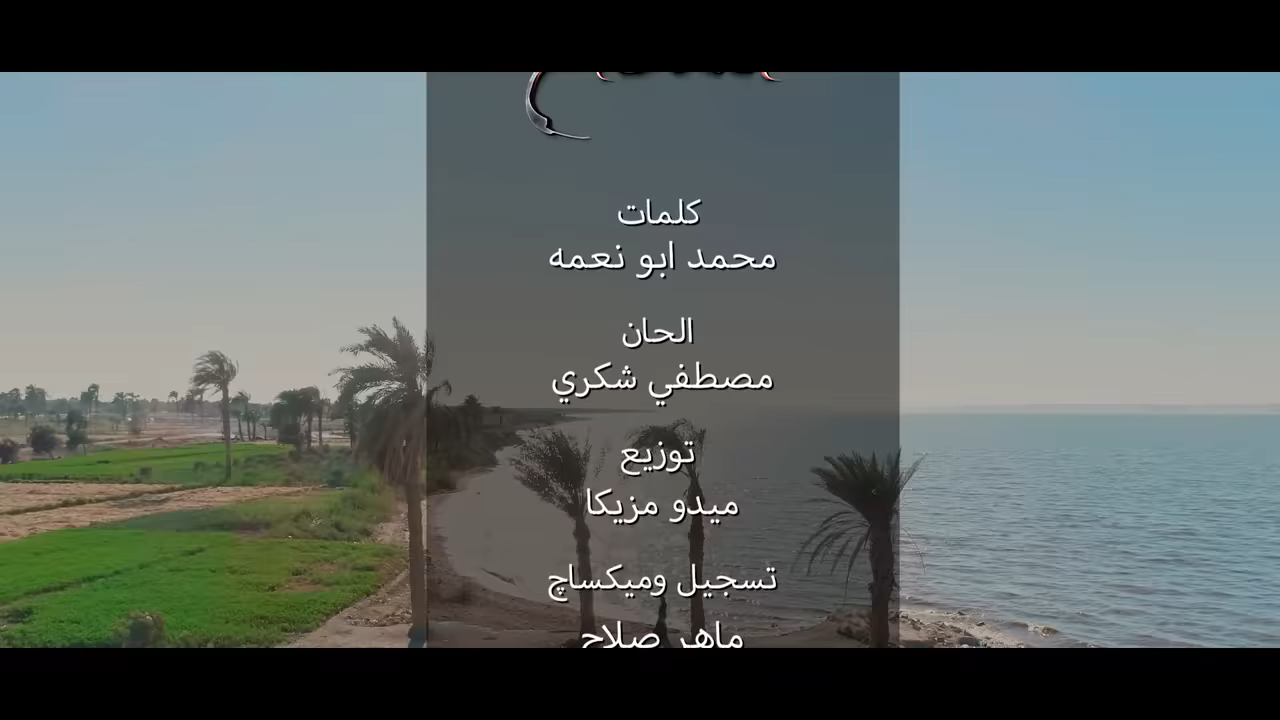 كلمات
محمد ابو نعمه
الحان
مصطفي شكري
توزيع
ميدو مزيكا
تسجيل وميكساچ
ماهر صلاح